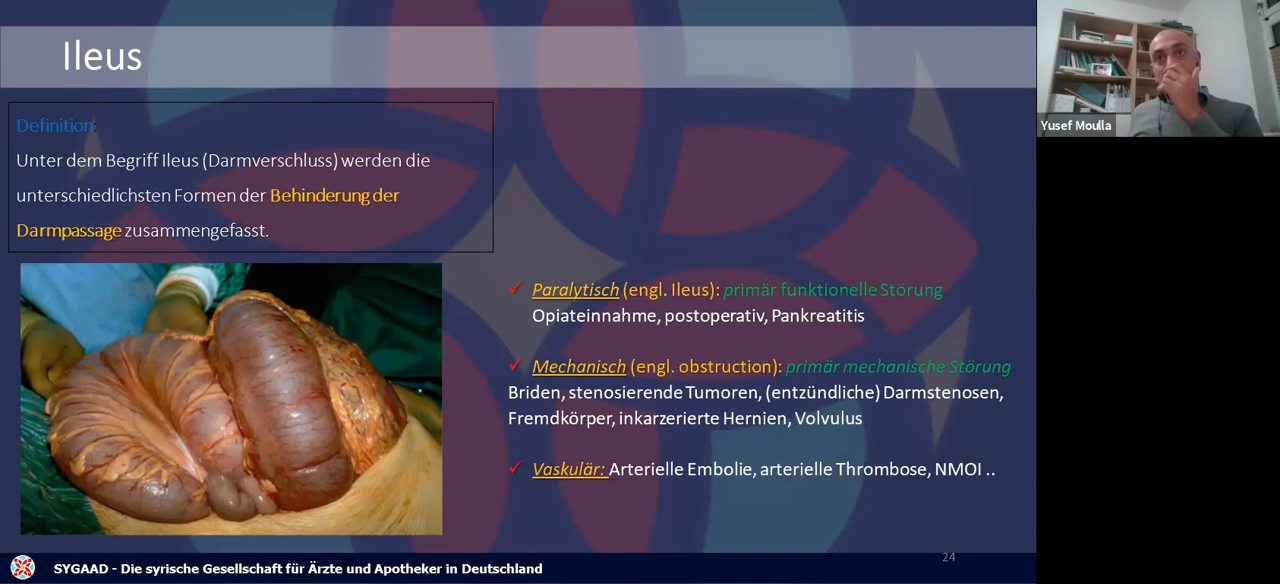 Ileus
Definition:
Unter dem Begriff Ileus (Darmverschluss) werden die
unterschiedlichsten Formen der Behinderung der
Darmpassage zusammengefasst.
✓ Paralytisch (engl. Ileus): primär funktionelle Störung
Opiateinnahme, postoperativ, Pankreatitis
✓ Mechanisch (engl. obstruction): primär mechanische Störung
Briden, stenosierende Tumoren, (entzündliche) Darmstenosen,
Fremdkörper, inkarzerierte Hernien, Volvulus
✓ Vaskulär: Arterielle Embolie, arterielle Thrombose, NMOI ..
24
SYGAAD - Die syrische Gesellschaft für Ärzte und Apotheker in Deutschland
Yusef Moulla